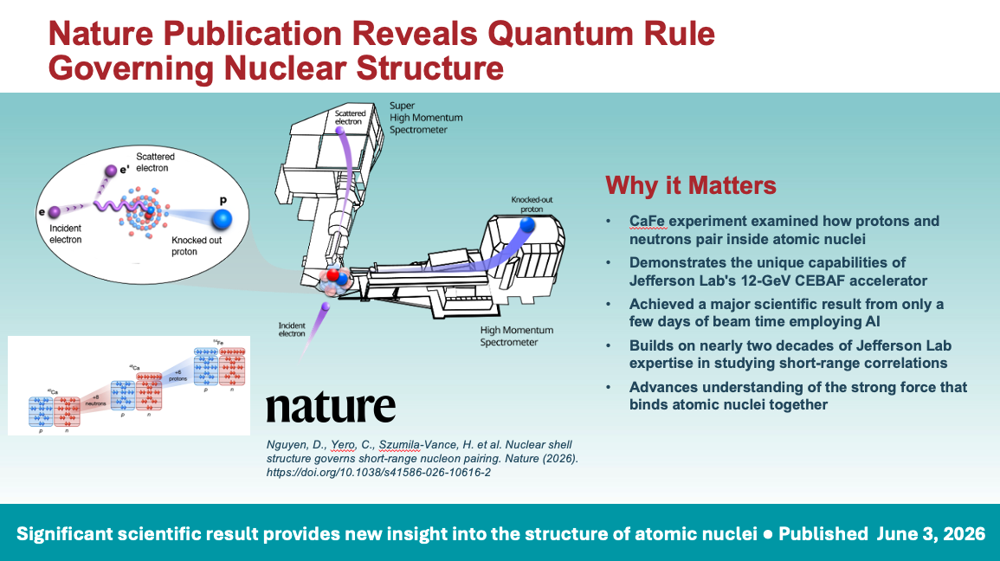 Nature Publication Reveals Quantum Rule
Governing Nuclear Structure
Scattered
electron
Super
High Momentum
Spectrometer
Scattered
electron
e'
e
p
Incident
electron
Knocked out
proton
Knocked-out
proton
Incident
electron
High Momentum
Spectrometer
⁴⁰Ca
p
n
+8
neutrons
⁴⁸Ca
p
n
+6
protons
⁵⁴Fe
p
n
nature
Nguyen, D., Yero, C., Szumila-Vance, H. et al. Nuclear shell
structure governs short-range nucleon pairing. Nature (2026).
https://doi.org/10.1038/s41586-026-10616-2
Why it Matters
• CaFe experiment examined how protons and
neutrons pair inside atomic nuclei
• Demonstrates the unique capabilities of
Jefferson Lab's 12-GeV CEBAF accelerator
• Achieved a major scientific result from only a
few days of beam time employing AI
• Builds on nearly two decades of Jefferson Lab
expertise in studying short-range correlations
• Advances understanding of the strong force that
binds atomic nuclei together
Significant scientific result provides new insight into the structure of atomic nuclei ● Published June 3, 2026